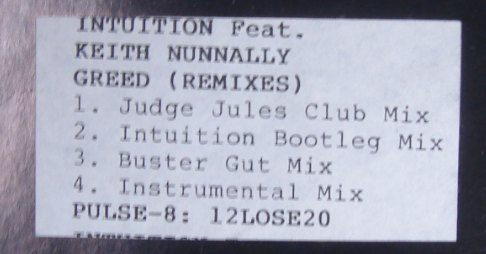 INTUITION Feat.
KEITH NUNNALLY
GREED (REMIXES)
1. Judge Jules Club Mix
2. Intuition Bootleg Mix
3. Buster Gut Mix
4. Instrumental Mix
PULSE-8: 12LOSE20